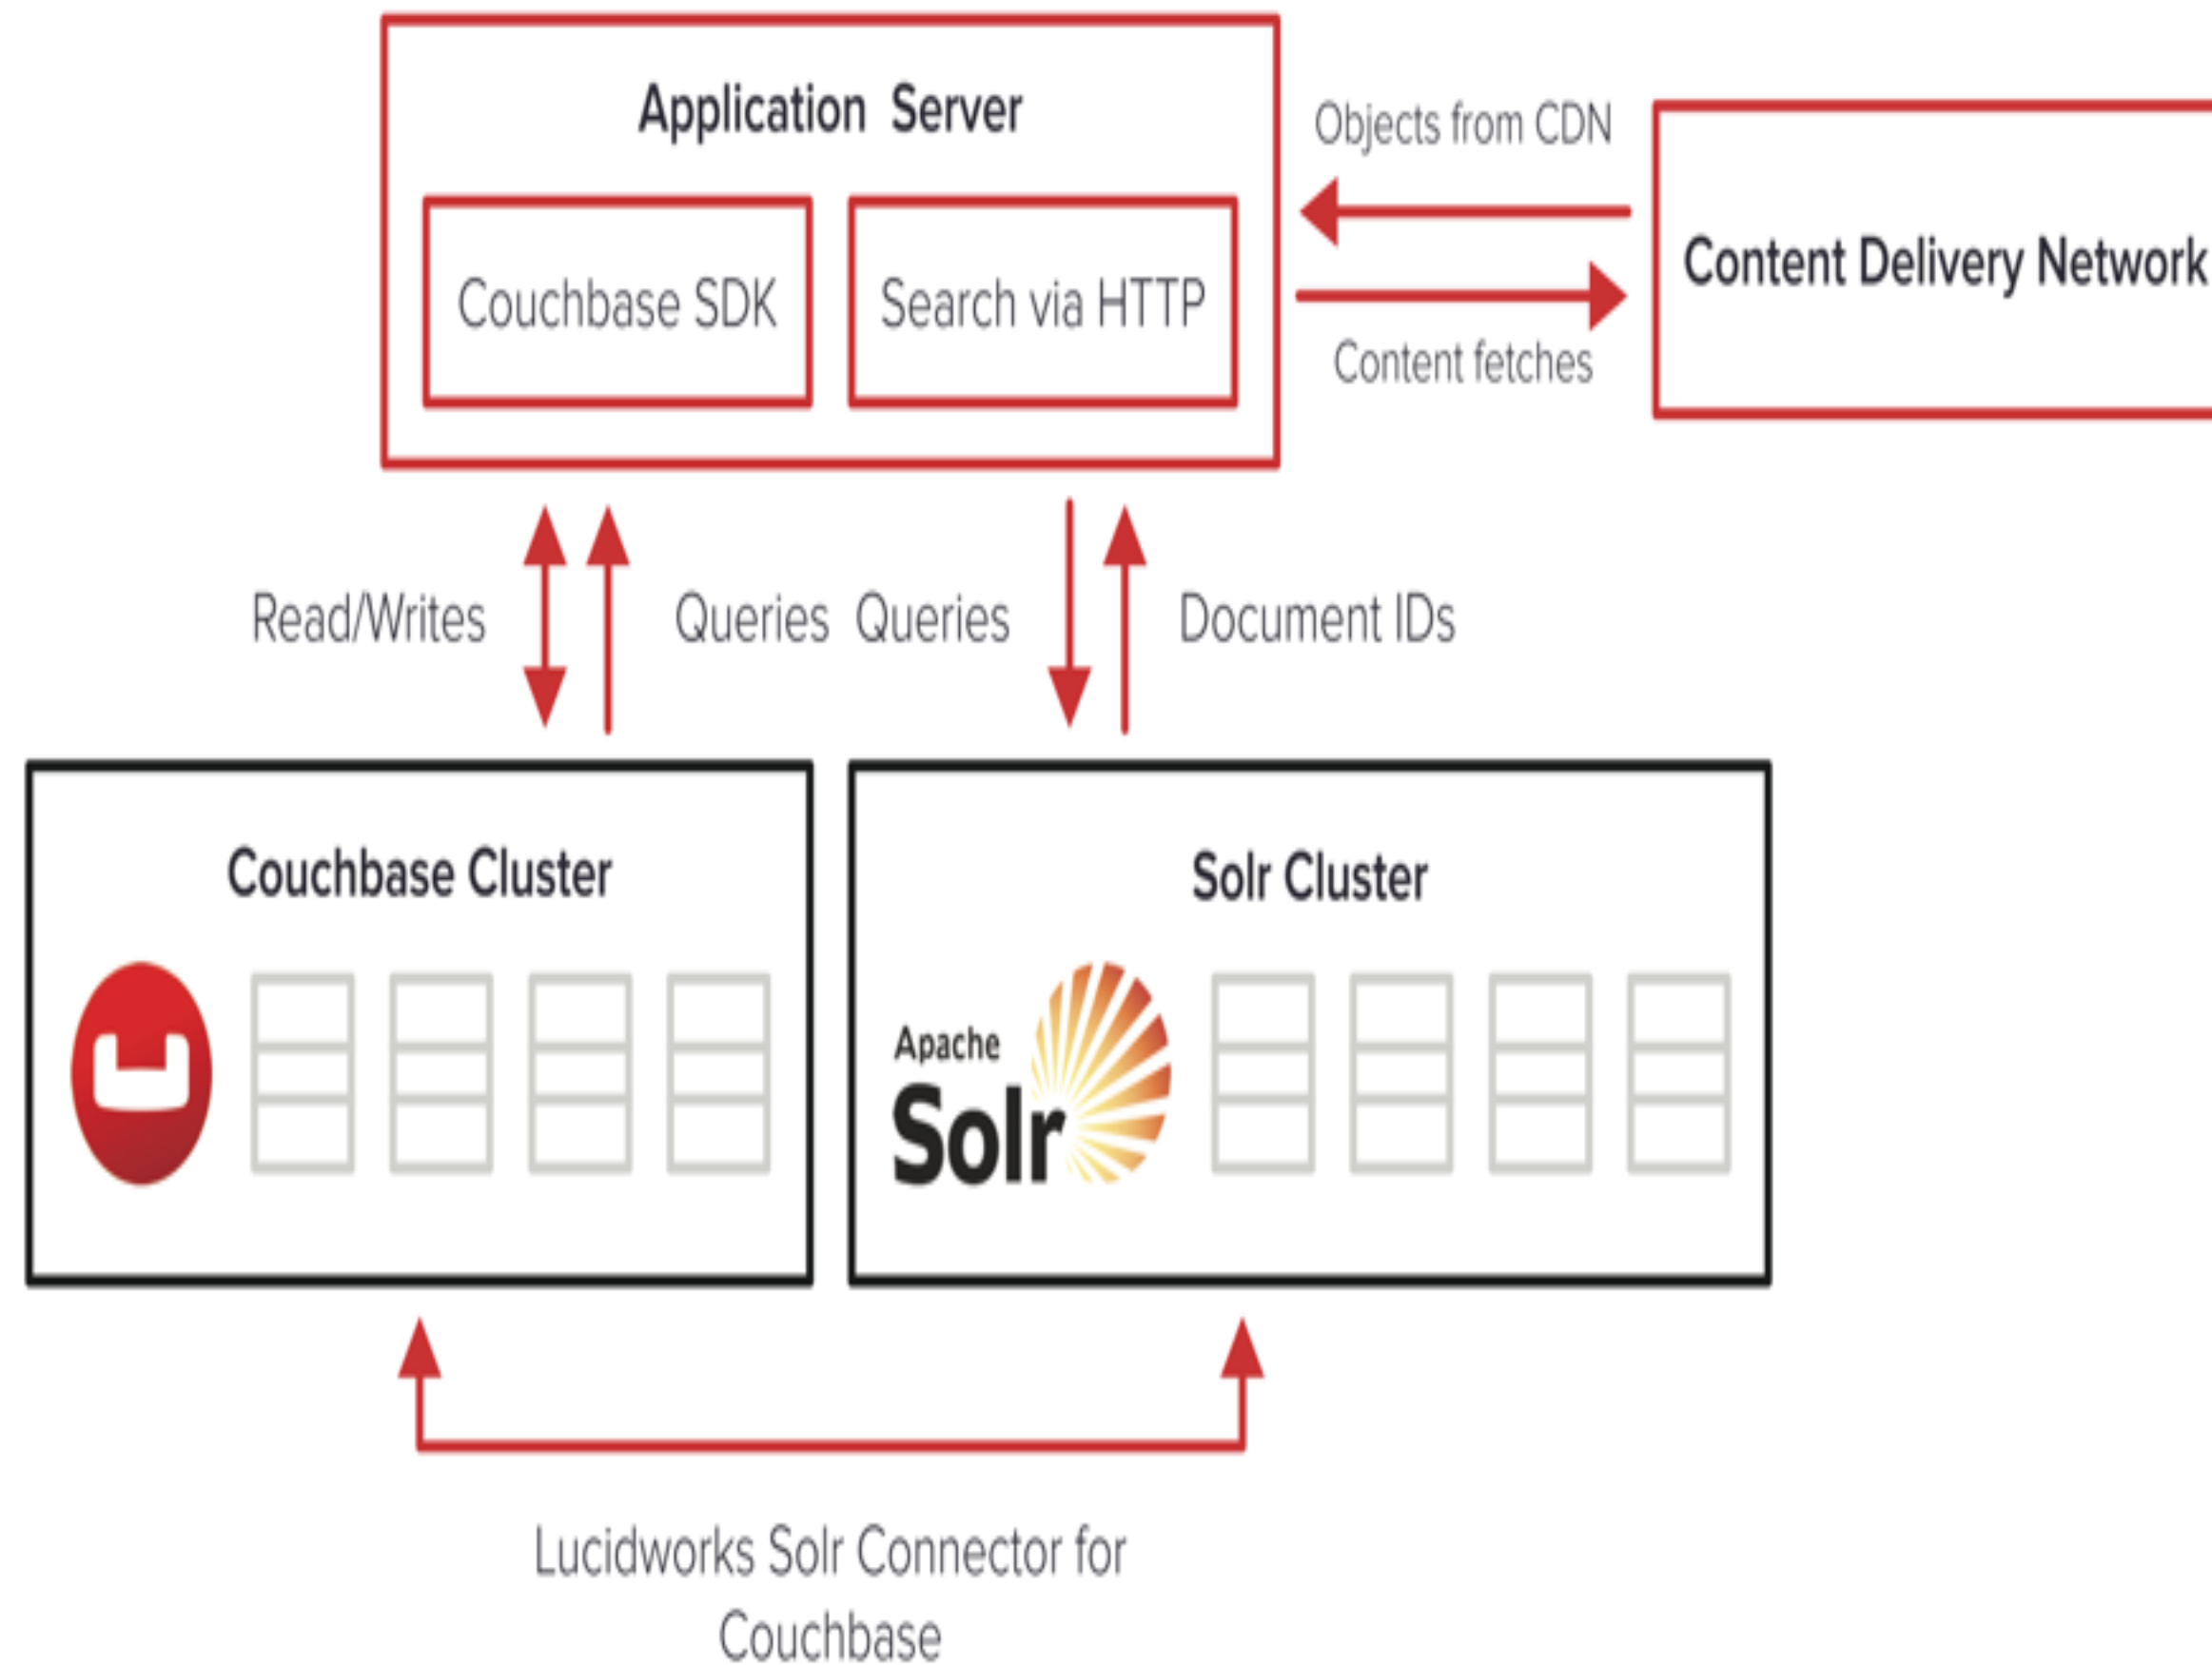 Application Server
Couchbase SDK
Search via HTTP
Objects from CDN
Content fetches
Content Delivery Network
Read/Writes
Queries
Queries
Document IDs
Couchbase Cluster
Solr Cluster
Apache
Solr
Lucidworks Solr Connector for
Couchbase